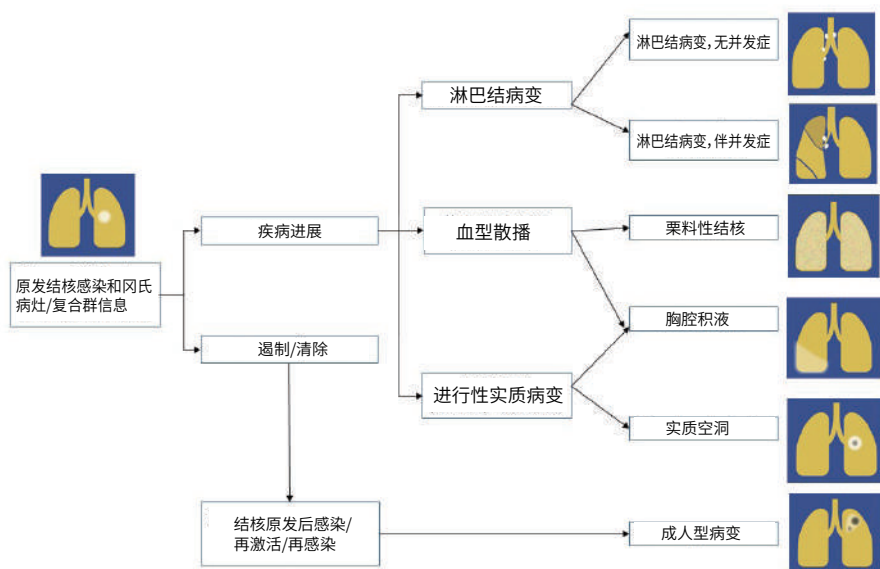 淋巴结病变，无并发症
淋巴结病变
淋巴结病变，伴并发症
疾病进展
血型散播
栗料性结核
原发结核感染和冈氏
病灶/复合群信息
胸腔积液
遏制/清除
进行性实质病变
实质空洞
结核原发后感染/
再激活/再感染
成人型病变